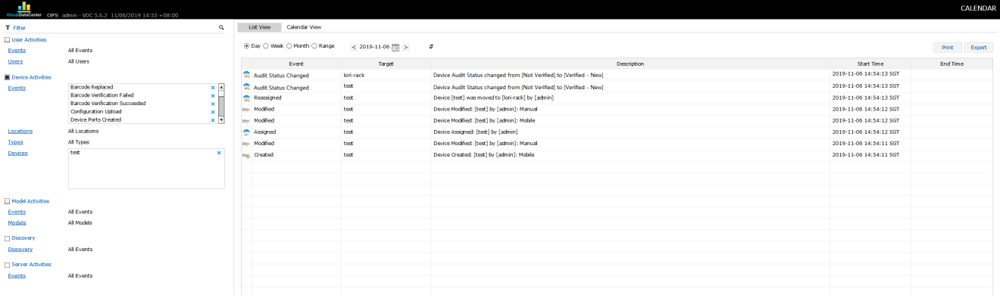 VisualDataCenter OPS admin - VDC 5.6.2 11/06/2019 14:55 +08:00
CALENDAR
Filter
User Activities
Events All Events
Users All Users
Device Activities
Events
Barcode Replaced
Barcode Verification Failed
Barcode Verification Succeeded
Configuration Upload
Device Ports Created
Locations All Locations
Types All Types
Devices test
Model Activities
Events All Events
Models All Models
Discovery
Discovery All Events
Server Activities
Events All Events
List View Calendar View
Day Week Month Range < 2019-11-06 > Print Export
Event Target Description Start Time End Time
Audit Status Changed lori-rack Device Audit Status changed from [Not Verified] to [Verified - New] 2019-11-06 14:54:13 SGT
Audit Status Changed test Device Audit Status changed from [Not Verified] to [Verified - New] 2019-11-06 14:54:13 SGT
Reassigned test Device [test] was moved to [lori-rack] by [admin] 2019-11-06 14:54:13 SGT
Modified test Device Modified: [test] by [admin]: Manual 2019-11-06 14:54:12 SGT
Modified test Device Modified: [test] by [admin]: Mobile 2019-11-06 14:54:12 SGT
Assigned test Device Assigned: [test] by [admin] 2019-11-06 14:54:12 SGT
Modified test Device Modified: [test] by [admin]: Manual 2019-11-06 14:54:11 SGT
Created test Device Created: [test] by [admin]: Mobile 2019-11-06 14:54:11 SGT